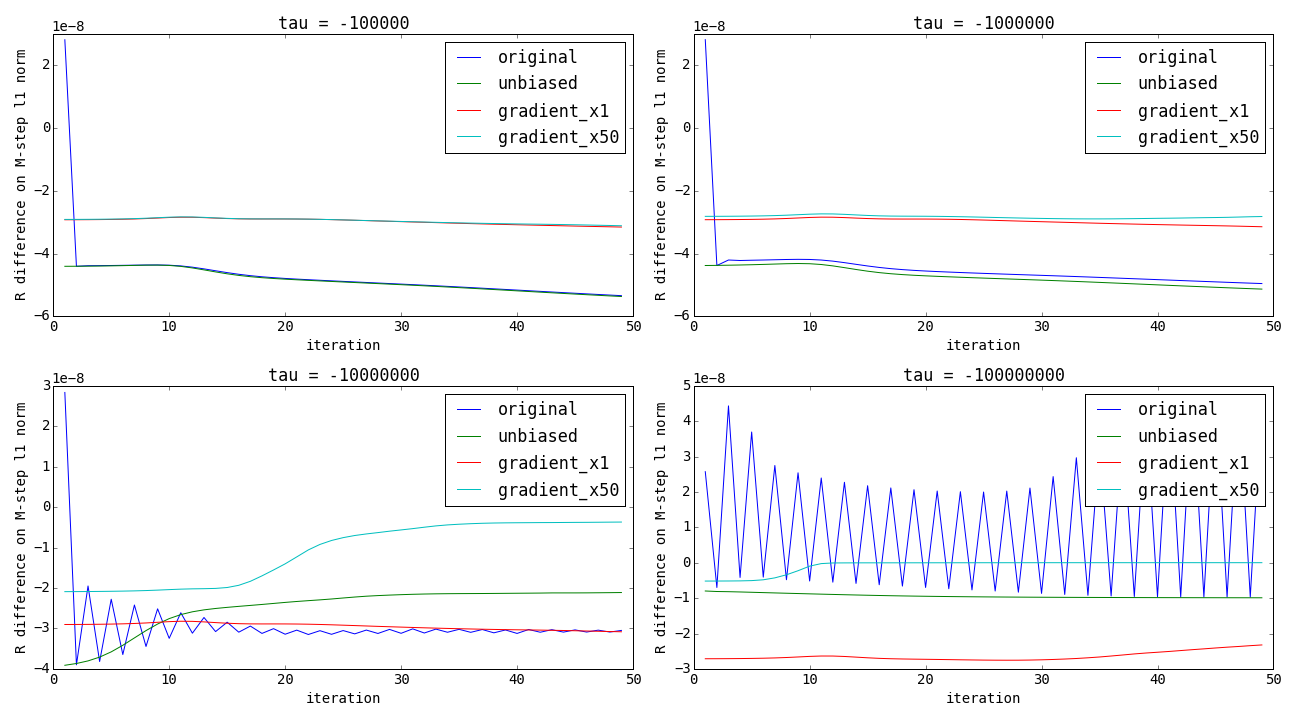 tau = -100000
1e−8
R difference on M-step l1 norm
2
0
−2
−4
−6
original
unbiased
gradient_x1
gradient_x50
0 10 20 30 40 50
iteration
tau = -1000000
1e−8
R difference on M-step l1 norm
2
0
−2
−4
−6
original
unbiased
gradient_x1
gradient_x50
0 10 20 30 40 50
iteration
tau = -10000000
1e−8
R difference on M-step l1 norm
3
2
1
0
−1
−2
−3
−4
original
unbiased
gradient_x1
gradient_x50
0 10 20 30 40 50
iteration
tau = -100000000
1e−8
R difference on M-step l1 norm
5
4
3
2
1
0
−1
−2
−3
original
unbiased
gradient_x1
gradient_x50
0 10 20 30 40 50
iteration